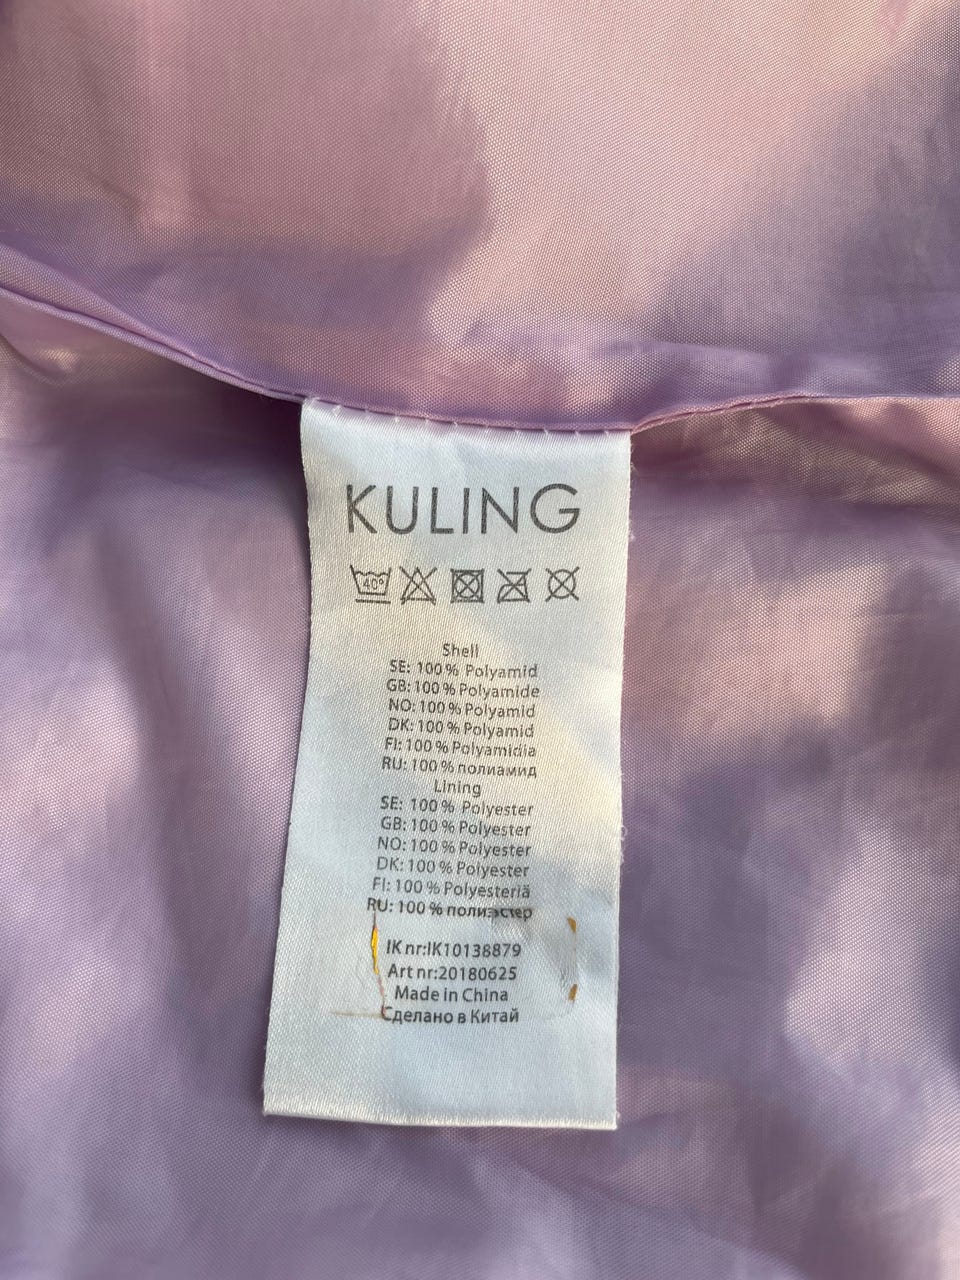 KULING
40°
Shell
SE: 100 % Polyamid
GB: 100 % Polyamide
NO: 100 % Polyamid
DK: 100 % Polyamid
FI: 100 % Polyamidia
RU: 100 % полиамид
Lining
SE: 100 % Polyester
GB: 100 % Polyester
NO: 100 % Polyester
DK: 100 % Polyester
FI: 100 % Polyesteriä
RU: 100 % полиэстер
IK nr:IK10138879
Art nr:20180625
Made in China
Сделано в Китай